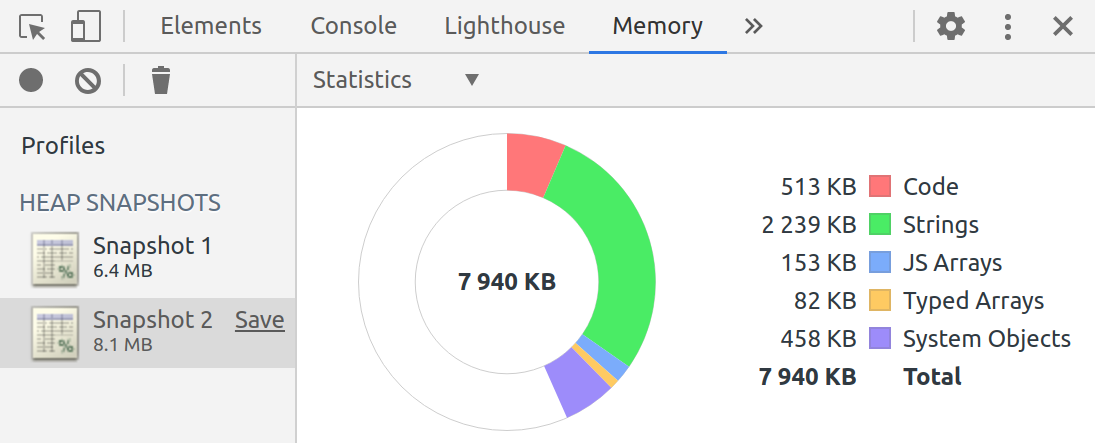 Elements Console Lighthouse Memory
Statistics
Profiles
HEAP SNAPSHOTS
Snapshot 1
6.4 MB
Snapshot 2 Save
8.1 MB
7 940 KB
513 KB Code
2 239 KB Strings
153 KB JS Arrays
82 KB Typed Arrays
458 KB System Objects
7 940 KB Total